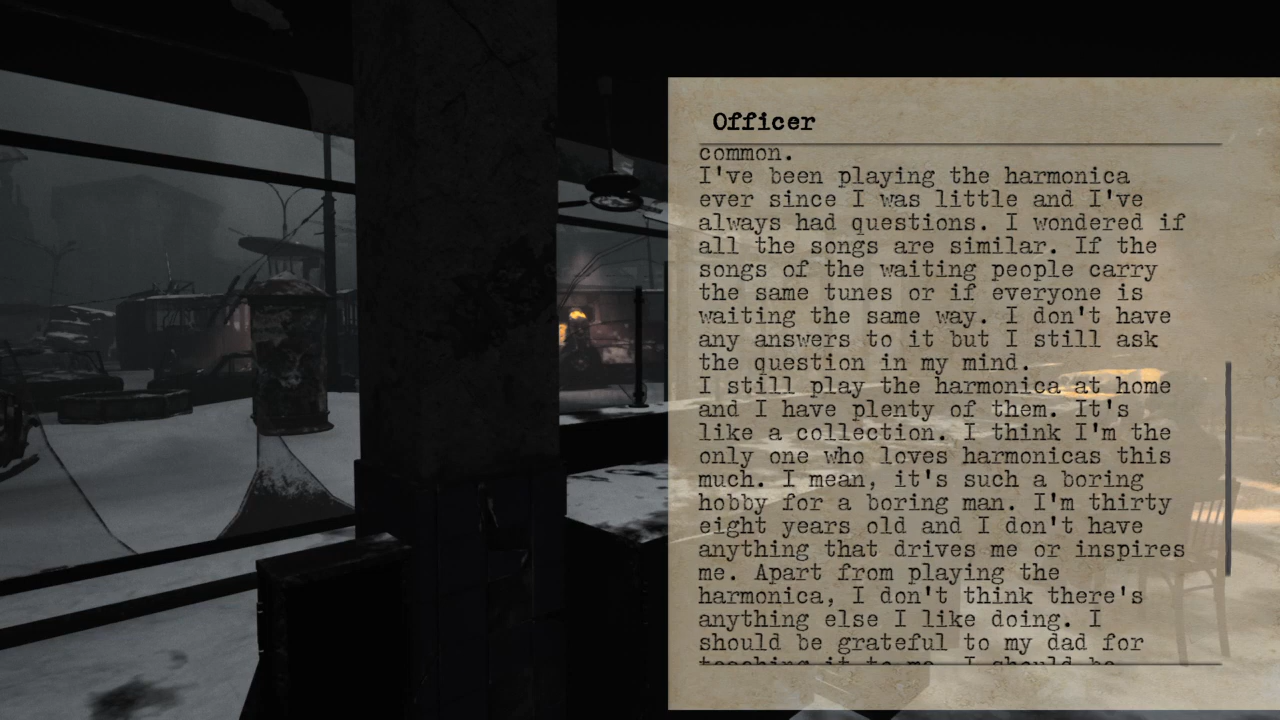 Officer
common.
I've been playing the harmonica
ever since I was little and I've
always had questions. I wondered if
all the songs are similar. If the
songs of the waiting people carry
the same tunes or if everyone is
waiting the same way. I don't have
any answers to it but I still ask
the question in my mind.
I still play the harmonica at home
and I have plenty of them. It's
like a collection. I think I'm the
only one who loves harmonicas this
much. I mean, it's such a boring
hobby for a boring man. I'm thirty
eight years old and I don't have
anything that drives me or inspires
me. Apart from playing the
harmonica, I don't think there's
anything else I like doing. I
should be grateful to my dad for
teaching it to me. I should be